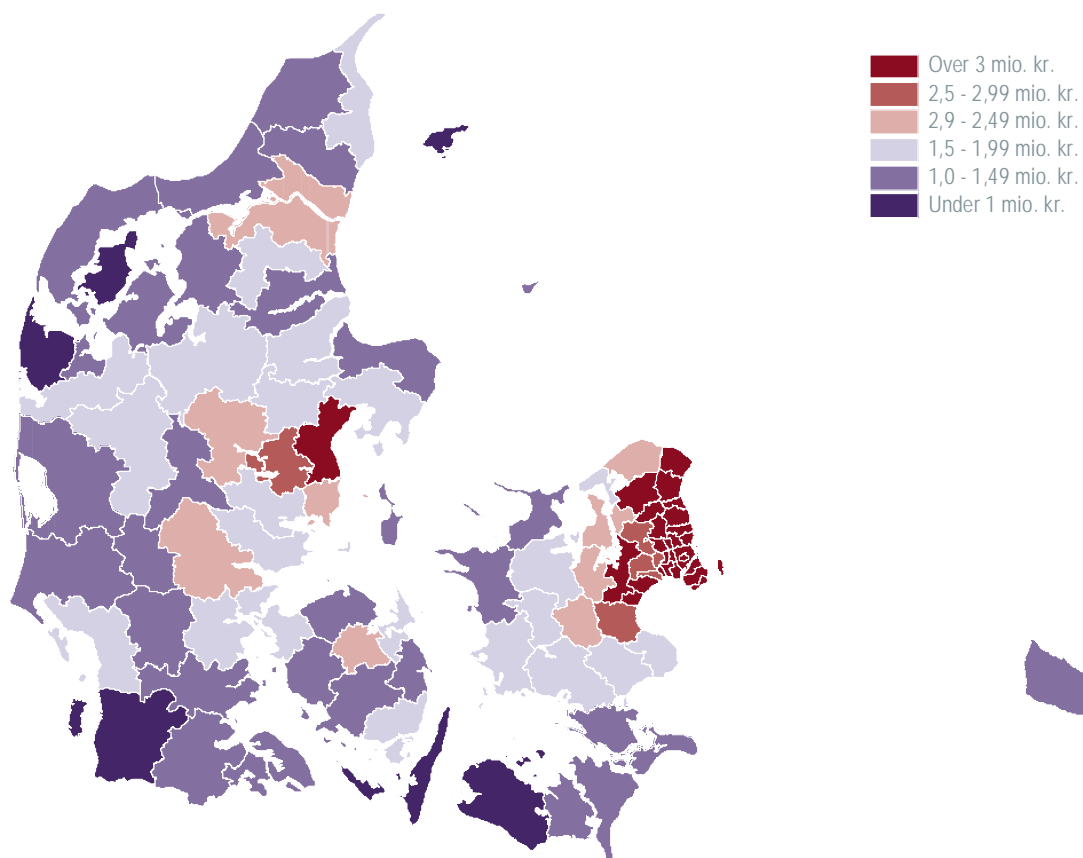 Over 3 mio. kr.
2,5 - 2,99 mio. kr.
2,9 - 2,49 mio. kr.
1,5 - 1,99 mio. kr.
1,0 - 1,49 mio. kr.
Under 1 mio. kr.